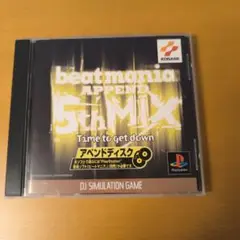 KONAMI
beatmania
APPEND
5th MIX
Time to get down
アペンドディスク
PlayStation
DJ SIMULATION GAME